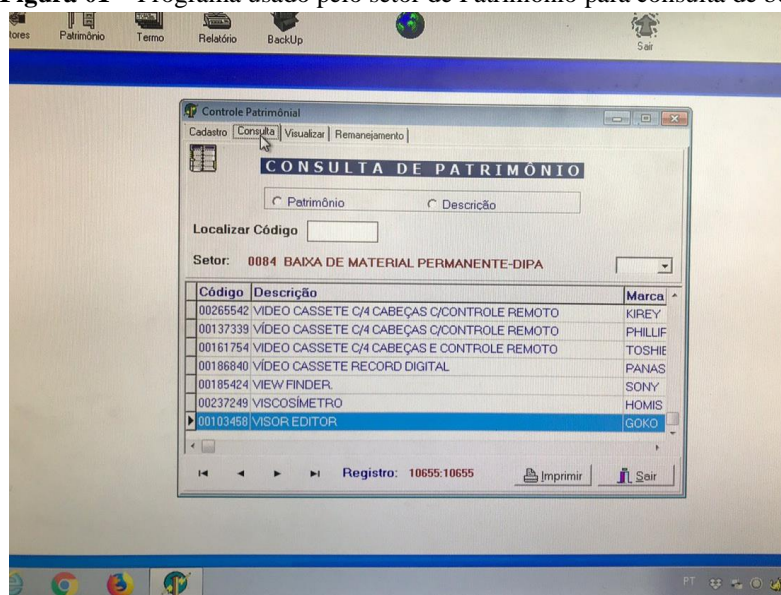 Figura 01 – Programa usado pelo setor de Patrimônio para consulta de b
tores Patrimônio Termo Relatório BackUp Sair
Controle Patrimônial
Cadastro Consulta Visualizar Remanejamento
CONSULTA DE PATRIMÔNIO
Patrimônio Descrição
Localizar Código
Setor: 0084 BAIXA DE MATERIAL PERMANENTE-DIPA
Código Descrição Marca
00265542 VIDEO CASSETE C/4 CABEÇAS C/CONTROLE REMOTO KIREY
00137339 VÍDEO CASSETE C/4 CABEÇAS C/CONTROLE REMOTO PHILLIF
00161754 VIDEO CASSETE C/4 CABEÇAS E CONTROLE REMOTO TOSHIE
00186840 VÍDEO CASSETE RECORD DIGITAL PANAS
00185424 VIEW FINDER. SONY
00237249 VISCOSÍMETRO HOMIS
00103458 VISOR EDITOR GOKO
Registro: 10655:10655 Imprimir Sair
PT